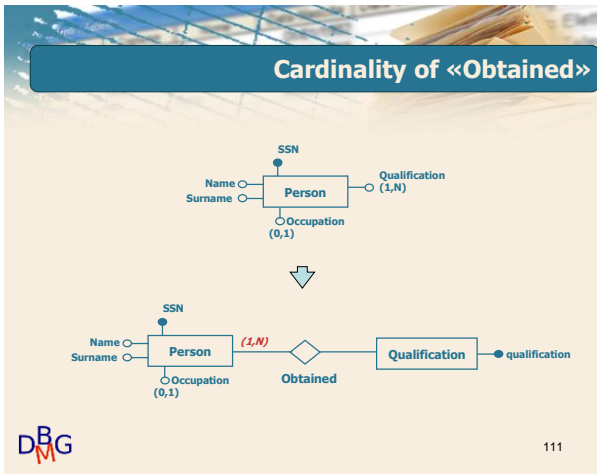 Cardinality of «Obtained»
SSN
Name
Surname
Person
Qualification
(1,N)
Occupation
(0,1)
SSN
Name
Surname
Person
(1,N)
Obtained
Qualification
qualification
Occupation
(0,1)
DBMG
111